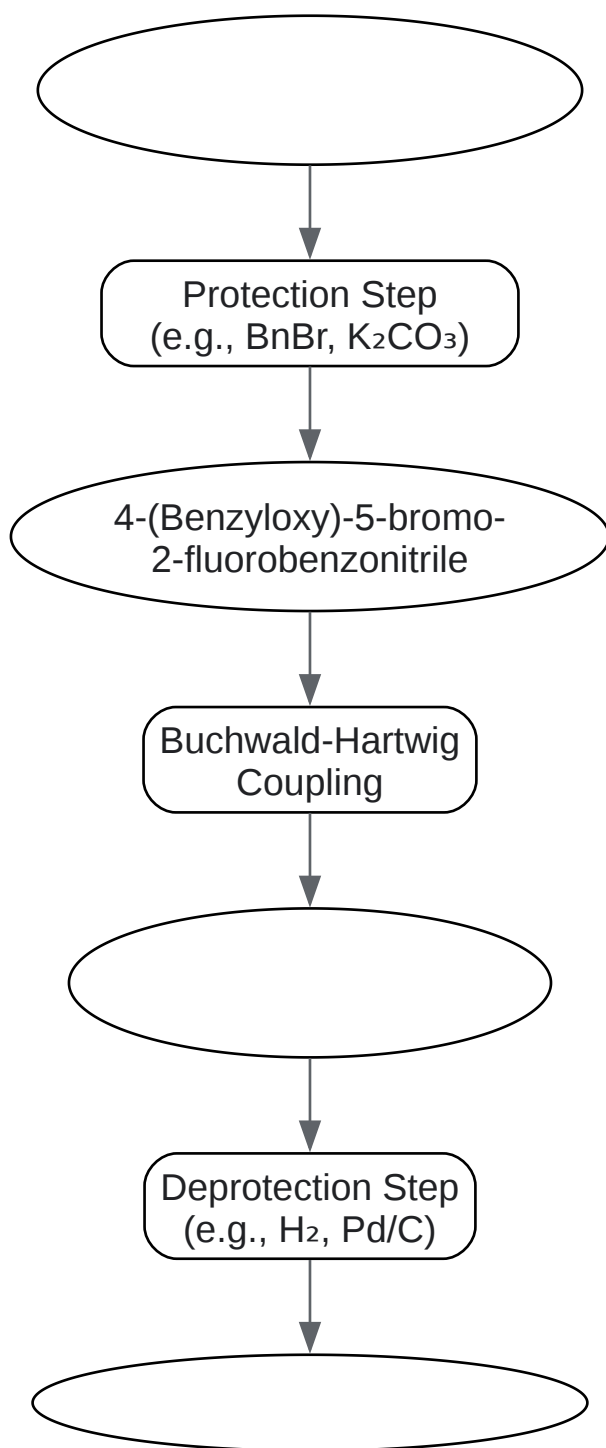 Protection Step
(e.g., BnBr, K₂CO₃)
4-(Benzyloxy)-5-bromo-
2-fluorobenzonitrile
Buchwald-Hartwig
Coupling
Deprotection Step
(e.g., H₂, Pd/C)